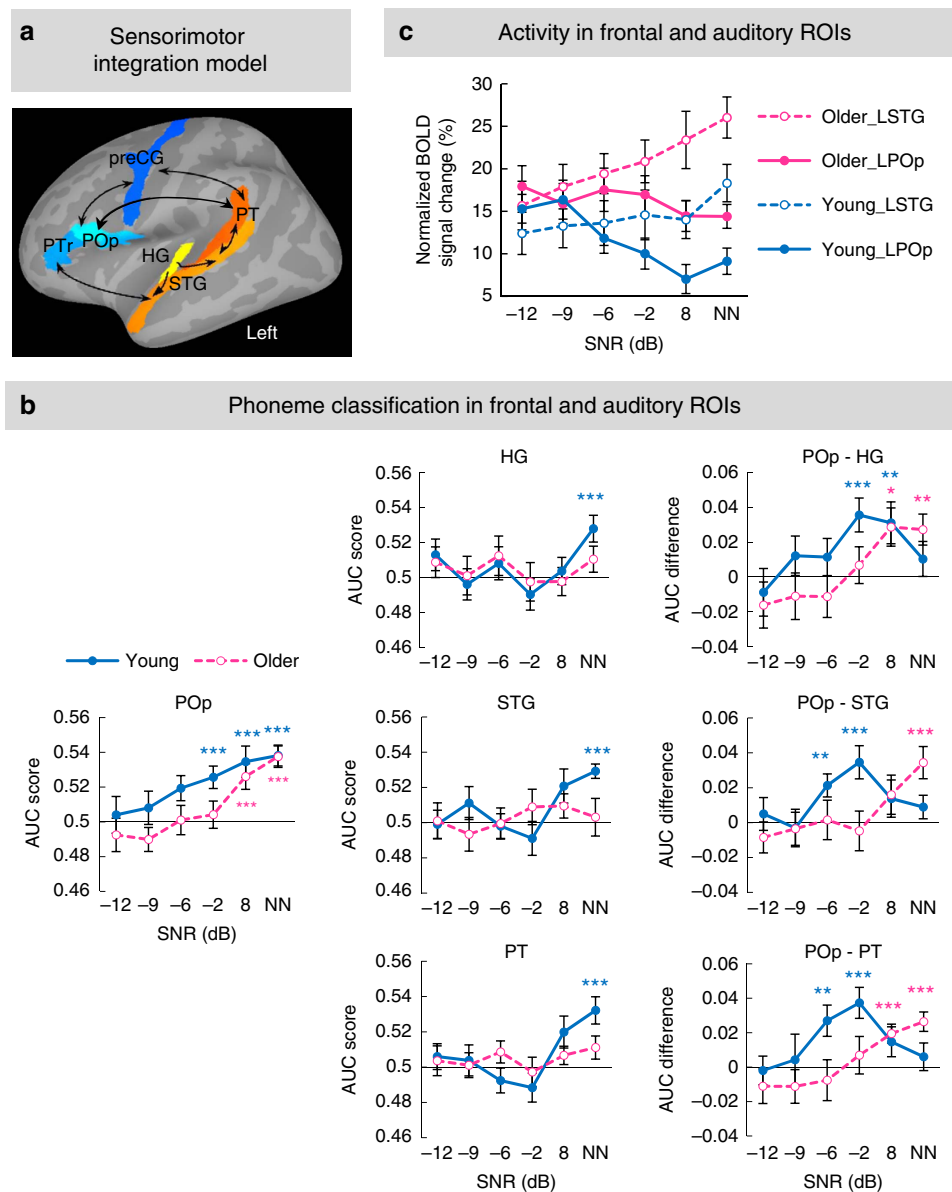 a
Sensorimotor
integration model
preCG
PT
PTr
POp
HG
STG
Left
c
Activity in frontal and auditory ROIs
Normalized BOLD
signal change (%)
30
25
20
15
10
5
–12 –9 –6 –2 8 NN
SNR (dB)
Older_LSTG
Older_LPOp
Young_LSTG
Young_LPOp
b
Phoneme classification in frontal and auditory ROIs
Young
Older
POp
AUC score
0.56
0.54
0.5
0.48
0.46
*** *** ***
*** ***
–12 –9 –6 –2 8 NN
SNR (dB)
HG
AUC score
0.56
0.54
0.52
0.5
0.48
0.46
***
–12 –9 –6 –2 8 NN
POp - HG
AUC difference
0.06
0.04
0.02
0
–0.02
–0.04
*** ** **
*
–12 –9 –6 –2 8 NN
STG
AUC score
0.56
0.54
0.5
0.48
0.46
***
–12 –9 –6 –2 8 NN
POp - STG
AUC difference
0.06
0.04
0.02
0
–0.02
–0.04
** *** ***
–12 –9 –6 –2 8 NN
PT
AUC score
0.56
0.54
0.52
0.5
0.48
0.46
***
–12 –9 –6 –2 8 NN
SNR (dB)
POp - PT
AUC difference
0.06
0.04
0.02
0
–0.04
** *** *** ***
–12 –9 –6 –2 8 NN
SNR (dB)